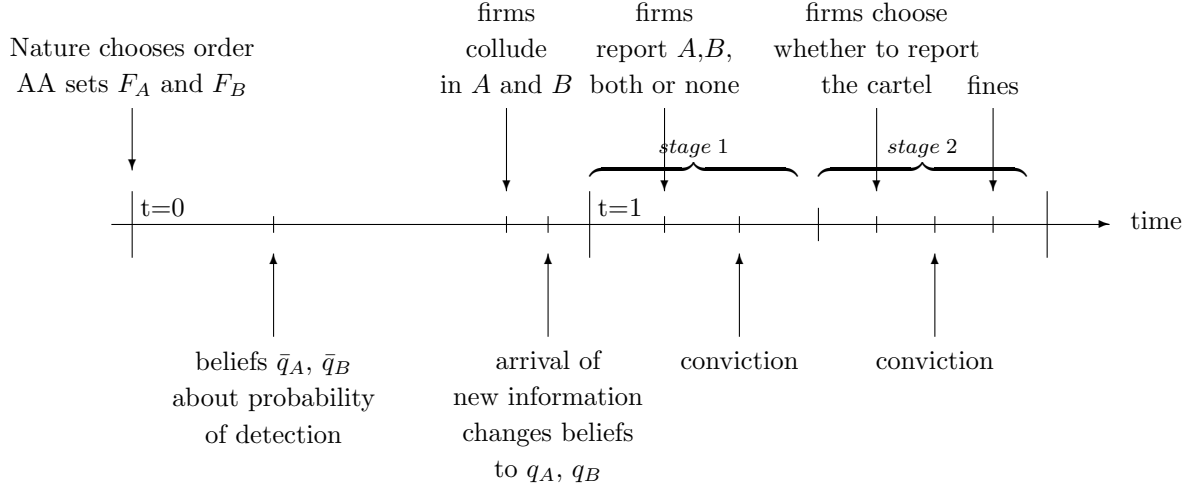 Nature chooses order
AA sets F_A and F_B
firms
collude
in A and B
firms
report A,B,
both or none
firms choose
whether to report
the cartel
fines
stage 1
stage 2
t=0
t=1
time
beliefs q̄_A, q̄_B
about probability
of detection
arrival of
new information
changes beliefs
to q_A, q_B
conviction
conviction